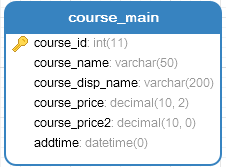 course_main
course_id: int(11)
course_name: varchar(50)
course_disp_name: varchar(200)
course_price: decimal(10, 2)
course_price2: decimal(10, 0)
addtime: datetime(0)